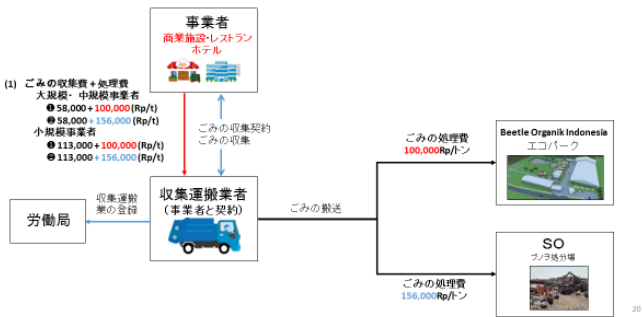 事業者
商業施設・レストラン
ホテル
(1) ごみの収集費+処理費
大規模・ 中規模事業者
❶ 58,000+100,000(Rp/t)
❷ 58,000+156,000(Rp/t)
小規模事業者
❶ 113,000+100,000(Rp/t)
❷ 113,000+156,000(Rp/t)
ごみの収集契約
ごみの収集
ごみの処理費
100,000Rp/トン
Beetle Organik Indonesia
エコパーク
労働局
収集運搬
業の登録
収集運搬業者
(事業者と契約)
ごみの搬送
SO
ブノヲ処分場
ごみの処理費
156,000Rp/トン
20